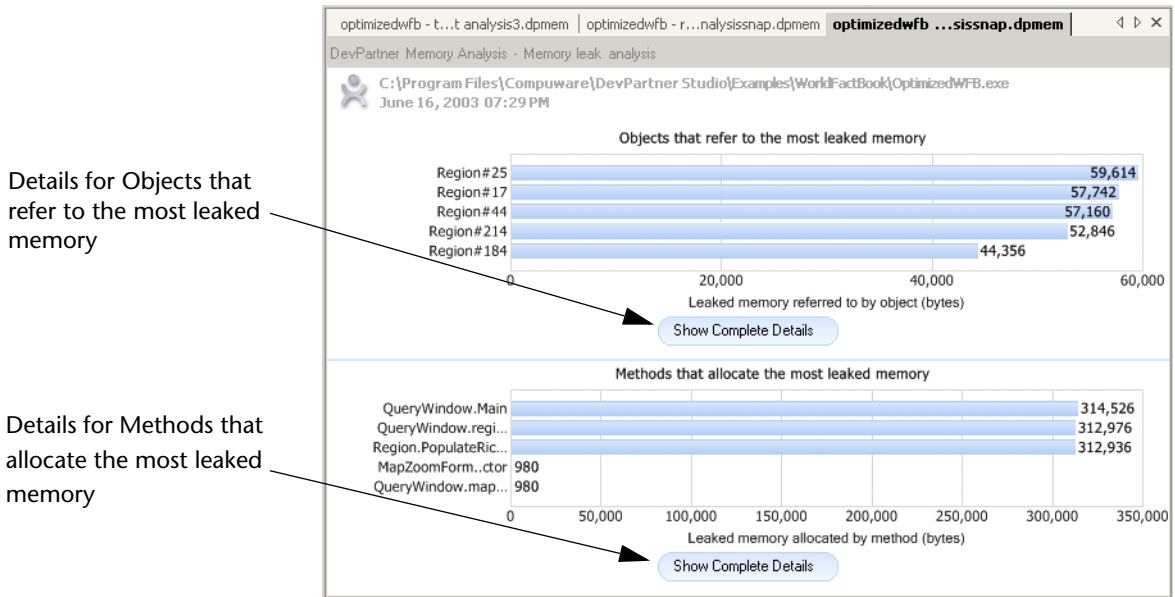 optimizedwfb - t...t analysis3.dpmem optimizedwfb - r...nalysissnap.dpmem optimizedwfb ...sissnap.dpmem
DevPartner Memory Analysis - Memory leak analysis
C:\Program Files\Compuware\DevPartner Studio\Examples\WorldFactBook\OptimizedWFB.exe
June 16, 2003 07:29 PM
Objects that refer to the most leaked memory
Region#25 59,614
Region#17 57,742
Region#44 57,160
Region#214 52,846
Region#184 44,356
0 20,000 40,000 60,000
Leaked memory referred to by object (bytes)
Show Complete Details
Details for Objects that
refer to the most leaked
memory
Methods that allocate the most leaked memory
QueryWindow.Main 314,526
QueryWindow.regi... 312,976
Region.PopulateRic... 312,936
MapZoomForm..ctor 980
QueryWindow.map... 980
0 50,000 100,000 150,000 200,000 250,000 300,000 350,000
Leaked memory allocated by method (bytes)
Show Complete Details
Details for Methods that
allocate the most leaked
memory